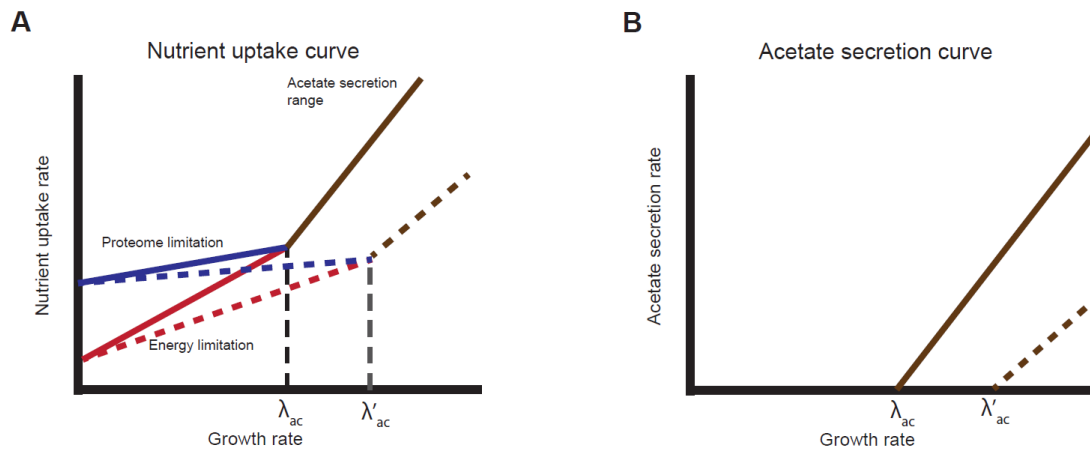 A
Nutrient uptake curve
Acetate secretion
range
Nutrient uptake rate
Proteome limitation
Energy limitation
λac
λ′ac
Growth rate
B
Acetate secretion curve
Acetate secretion rate
λac
λ′ac
Growth rate